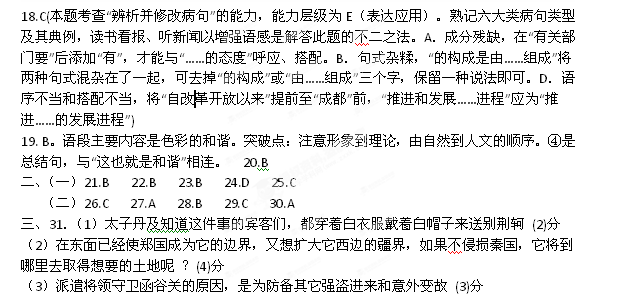 18.C(本题考查“辨析并修改病句”的能力，能力层级为 E（表达应用）。熟记六大类病句类型
及其典例，读书看报、听新闻以增强语感是解答此题的不二之法。A．成分残缺，在“有关部
门要”后添加“有”，才能与“……的态度”呼应、搭配。B．句式杂糅，“的构成是由……组成”将
两种句式混杂在了一起，可去掉“的构成”或“由……组成”三个字，保留一种说法即可。D．语
序不当和搭配不当，将“自改革开放以来”提前至“成都”前，“推进和发展……进程”应为“推
进……的发展进程”)
19. B。语段主要内容是色彩的和谐。突破点：注意形象到理论，由自然到人文的顺序。④是
总结句，与“这也就是和谐”相连。 20.B
二、（一）21.B 22.B 23.B 24.D 25.C
（二）26.C 27.A 28.B 29.C 30.A
三、31.（1）太子丹及知道这件事的宾客们，都穿着白衣服戴着白帽子来送别荆轲 (2)分
（2）在东面已经使郑国成为它的边界，又想扩大它西边的疆界，如果不侵损秦国，它将到
哪里去取得想要的土地呢 ？(4)分
（3）派遣将领守卫函谷关的原因，是为防备其它强盗进来和意外变故 (3)分